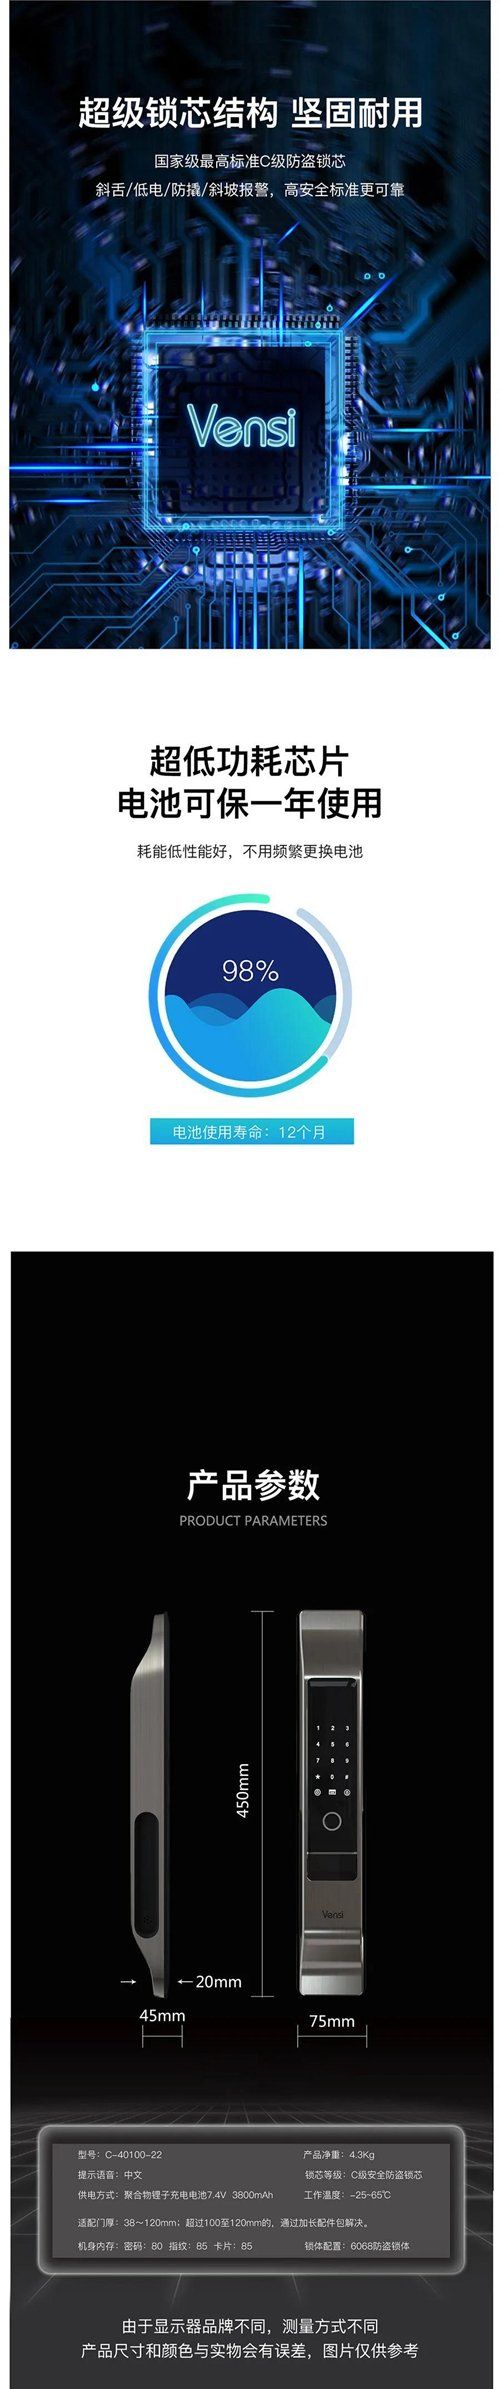 超级锁芯结构 坚固耐用
国家级最高标准C级防盗锁芯
斜舌/低电/防撬/斜坡报警，高安全标准更可靠
Vensi
超低功耗芯片
电池可保一年使用
耗能低性能好，不用频繁更换电池
98%
电池使用寿命：12个月
产品参数
PRODUCT PARAMETERS
1 2 3
4 5 6
7 8 9
* 0 #
450mm
Vensi
20mm
45mm
75mm
型号：C-40100-22 产品净重：4.3Kg
提示语音：中文 锁芯等级：C级安全防盗锁芯
供电方式：聚合物锂子充电电池7.4V 3800mAh 工作温度：-25-65℃
适配门厚：38～120mm；超过100至120mm的，通过加长配件包解决。
机身内存：密码：80 指纹：85 卡片：85 锁体配置：6068防盗锁体
由于显示器品牌不同，测量方式不同
产品尺寸和颜色与实物会有误差，图片仅供参考